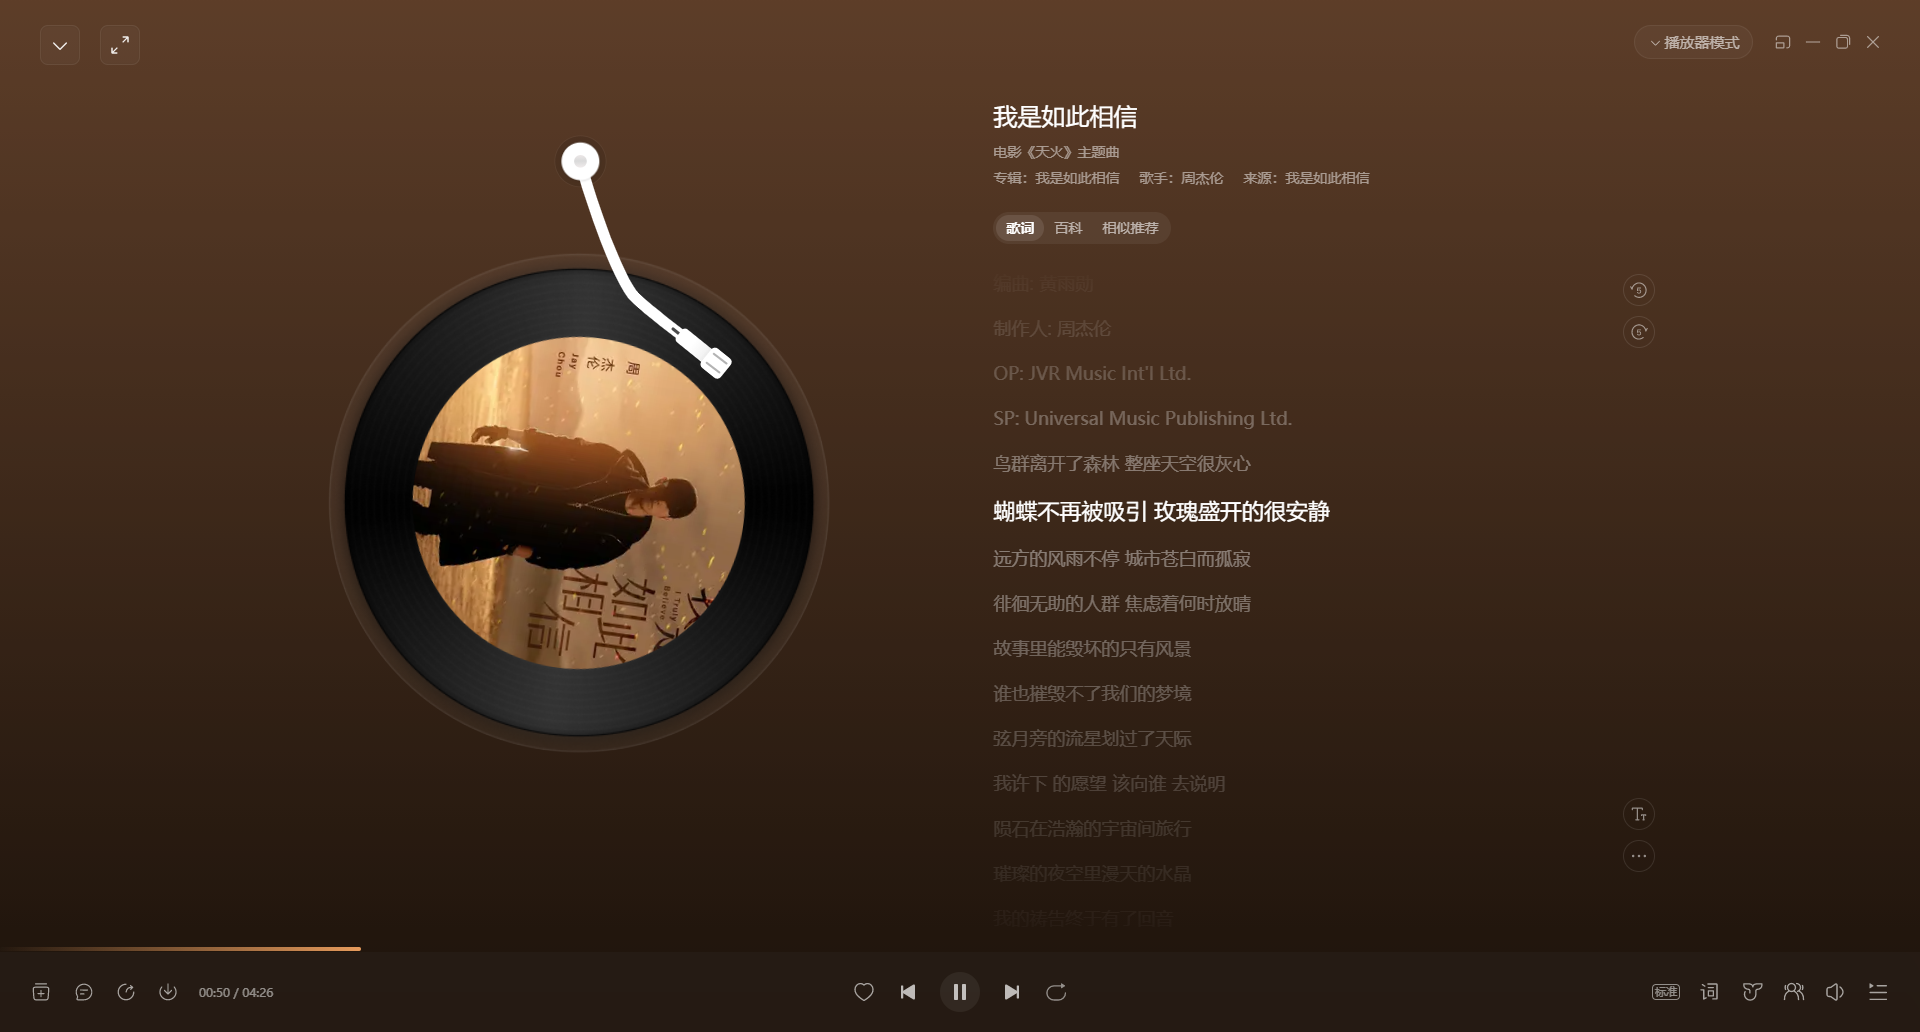 播放器模式
我是如此相信
电影《天火》主题曲
专辑：我是如此相信 歌手：周杰伦 来源：我是如此相信
歌词 百科 相似推荐
编曲: 黄雨勋
制作人: 周杰伦
OP: JVR Music Int'l Ltd.
SP: Universal Music Publishing Ltd.
鸟群离开了森林 整座天空很灰心
蝴蝶不再被吸引 玫瑰盛开的很安静
远方的风雨不停 城市苍白而孤寂
徘徊无助的人群 焦虑着何时放晴
故事里能毁坏的只有风景
谁也摧毁不了我们的梦境
弦月旁的流星划过了天际
我许下 的愿望 该向谁 去说明
陨石在浩瀚的宇宙间旅行
璀璨的夜空里漫天的水晶
我的祷告终于有了回音
周杰伦
Jay Chou
如此
相信
I Truly Believe
5
5
00:50 / 04:26
标准
词